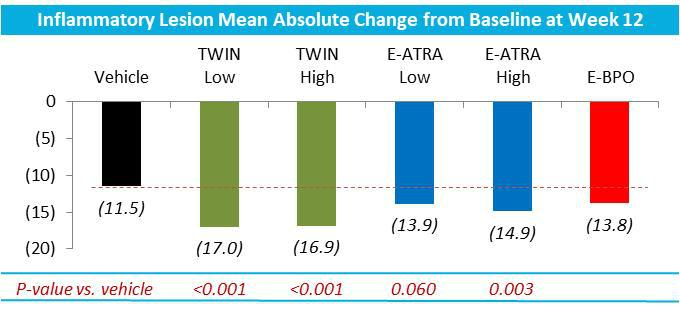 Inflammatory Lesion Mean Absolute Change from Baseline at Week 12
Vehicle TWIN Low TWIN High E-ATRA Low E-ATRA High E-BPO
0
(5)
(10)
(15)
(20)
(11.5) (17.0) (16.9) (13.9) (14.9) (13.8)
P-value vs. vehicle <0.001 <0.001 0.060 0.003